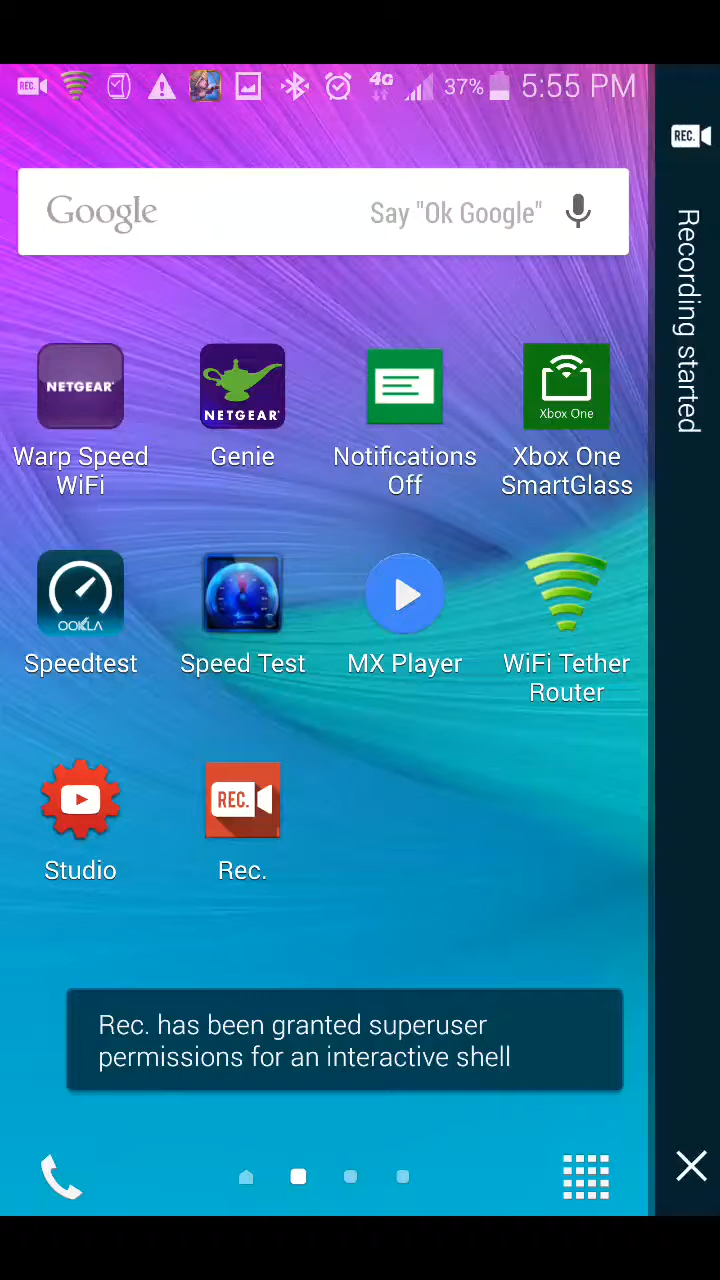 REC.
4G
37%
5:55 PM
REC.
Recording started
Google
Say "Ok Google"
NETGEAR
NETGEAR
Xbox One
Warp Speed
WiFi
Genie
Notifications
Off
Xbox One
SmartGlass
OOKLA
Speedtest
Speed Test
MX Player
WiFi Tether
Router
REC.
Studio
Rec.
Rec. has been granted superuser
permissions for an interactive shell